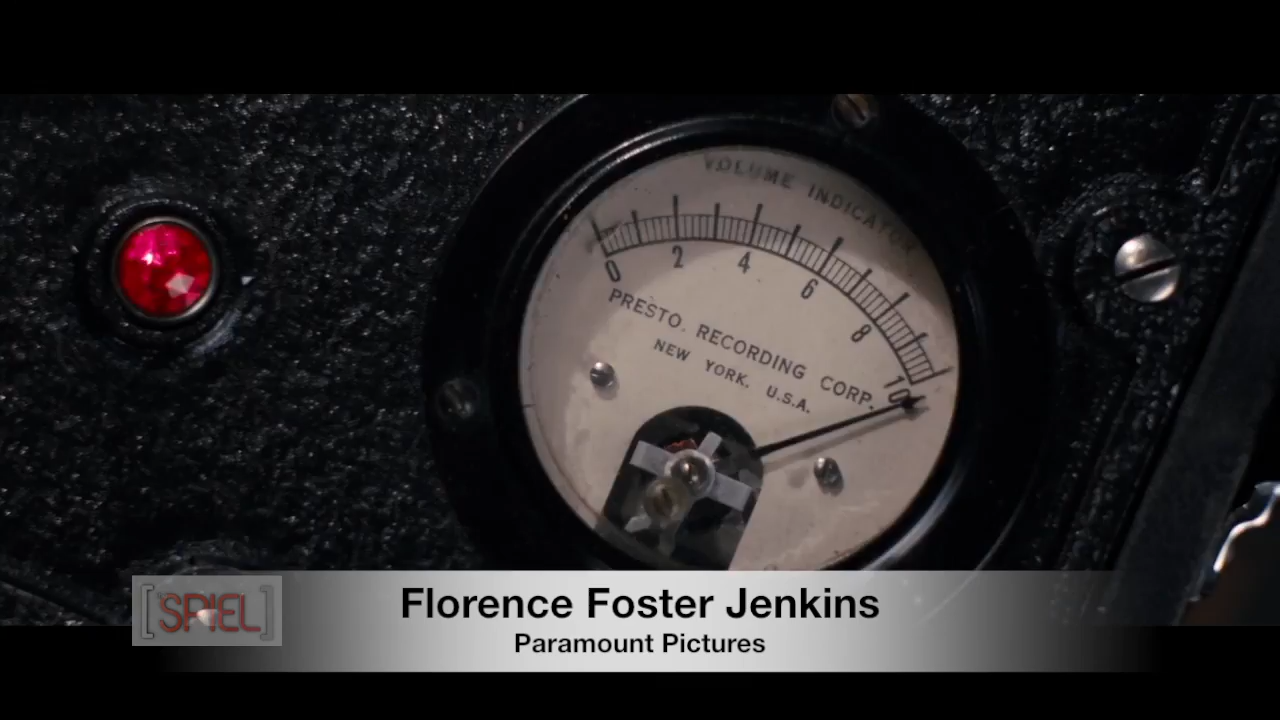 VOLUME INDICATOR
0 2 4 6 8 10
PRESTO RECORDING CORP.
NEW YORK, U.S.A.
[SPIEL]
Florence Foster Jenkins
Paramount Pictures